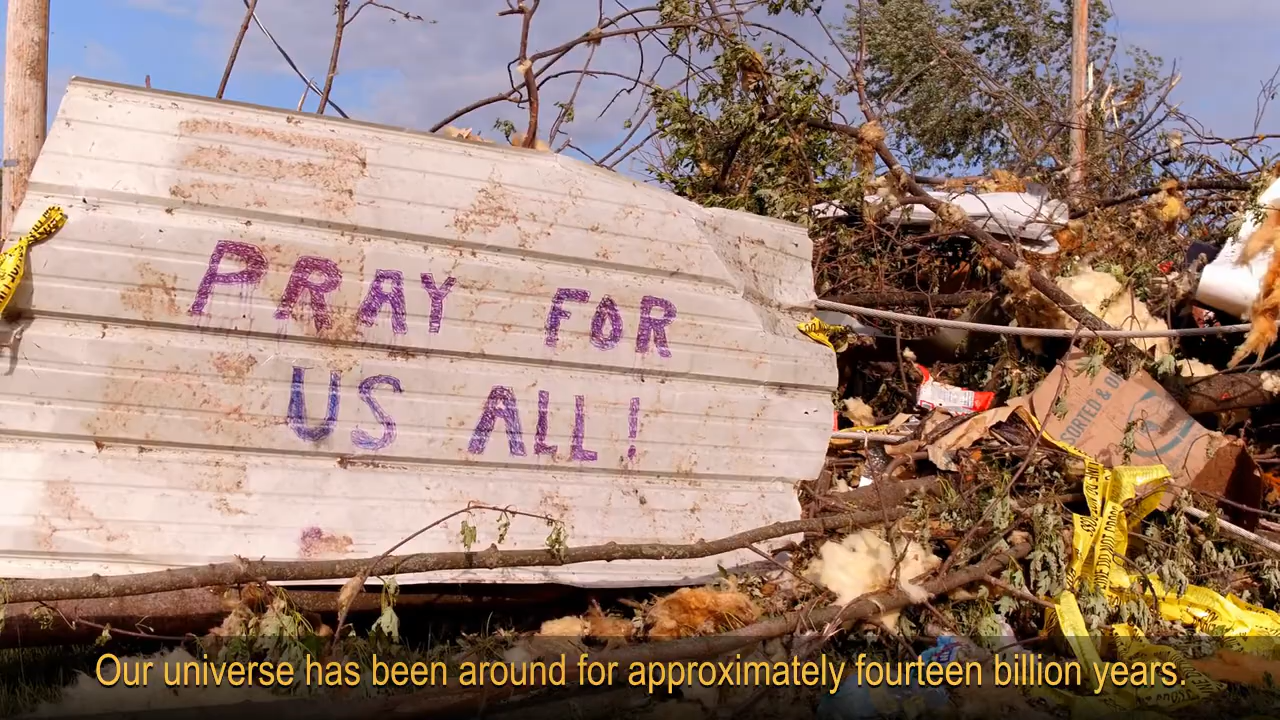 PRAY FOR
US ALL!
SORTED & 
Our universe has been around for approximately fourteen billion years.